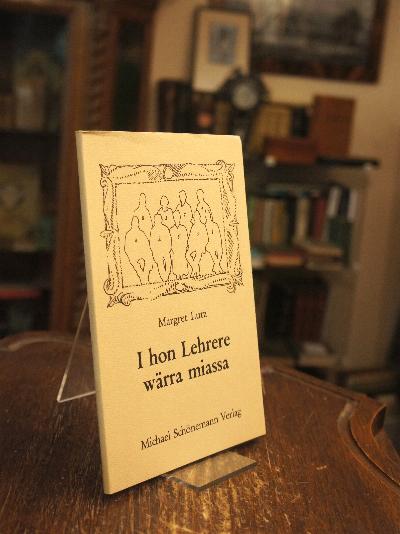 Margret Lutz
I hon Lehrere
wärra miassa
Michael Schönemann Verlag